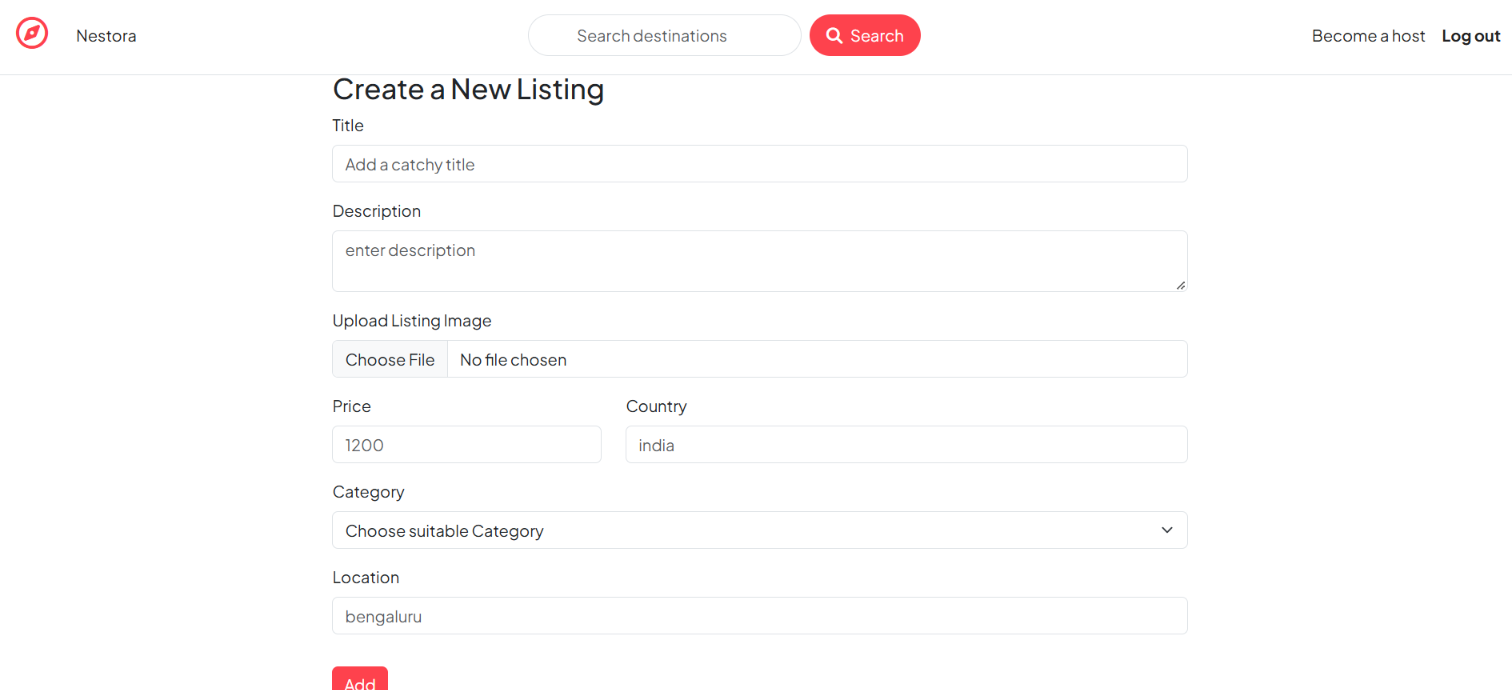 Nestora Search destinations Search Become a host Log out
Create a New Listing
Title
Add a catchy title
Description
enter description
Upload Listing Image
Choose File No file chosen
Price Country
1200 india
Category
Choose suitable Category
Location
bengaluru
Add